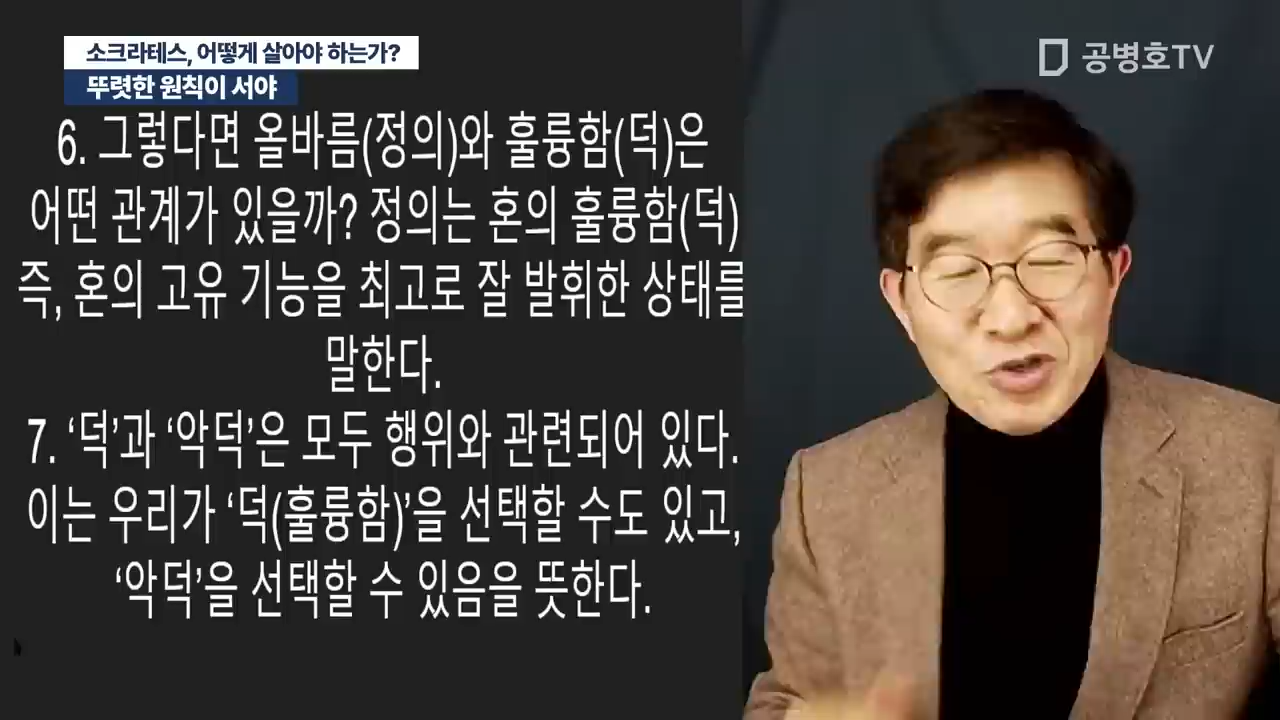 소크라테스, 어떻게 살아야 하는가?
뚜렷한 원칙이 서야
공병호TV
6. 그렇다면 올바름(정의)와 훌륭함(덕)은
어떤 관계가 있을까? 정의는 혼의 훌륭함(덕)
즉, 혼의 고유 기능을 최고로 잘 발휘한 상태를
말한다.
7. ‘덕’과 ‘악덕’은 모두 행위와 관련되어 있다.
이는 우리가 ‘덕(훌륭함)’을 선택할 수도 있고,
‘악덕’을 선택할 수 있음을 뜻한다.